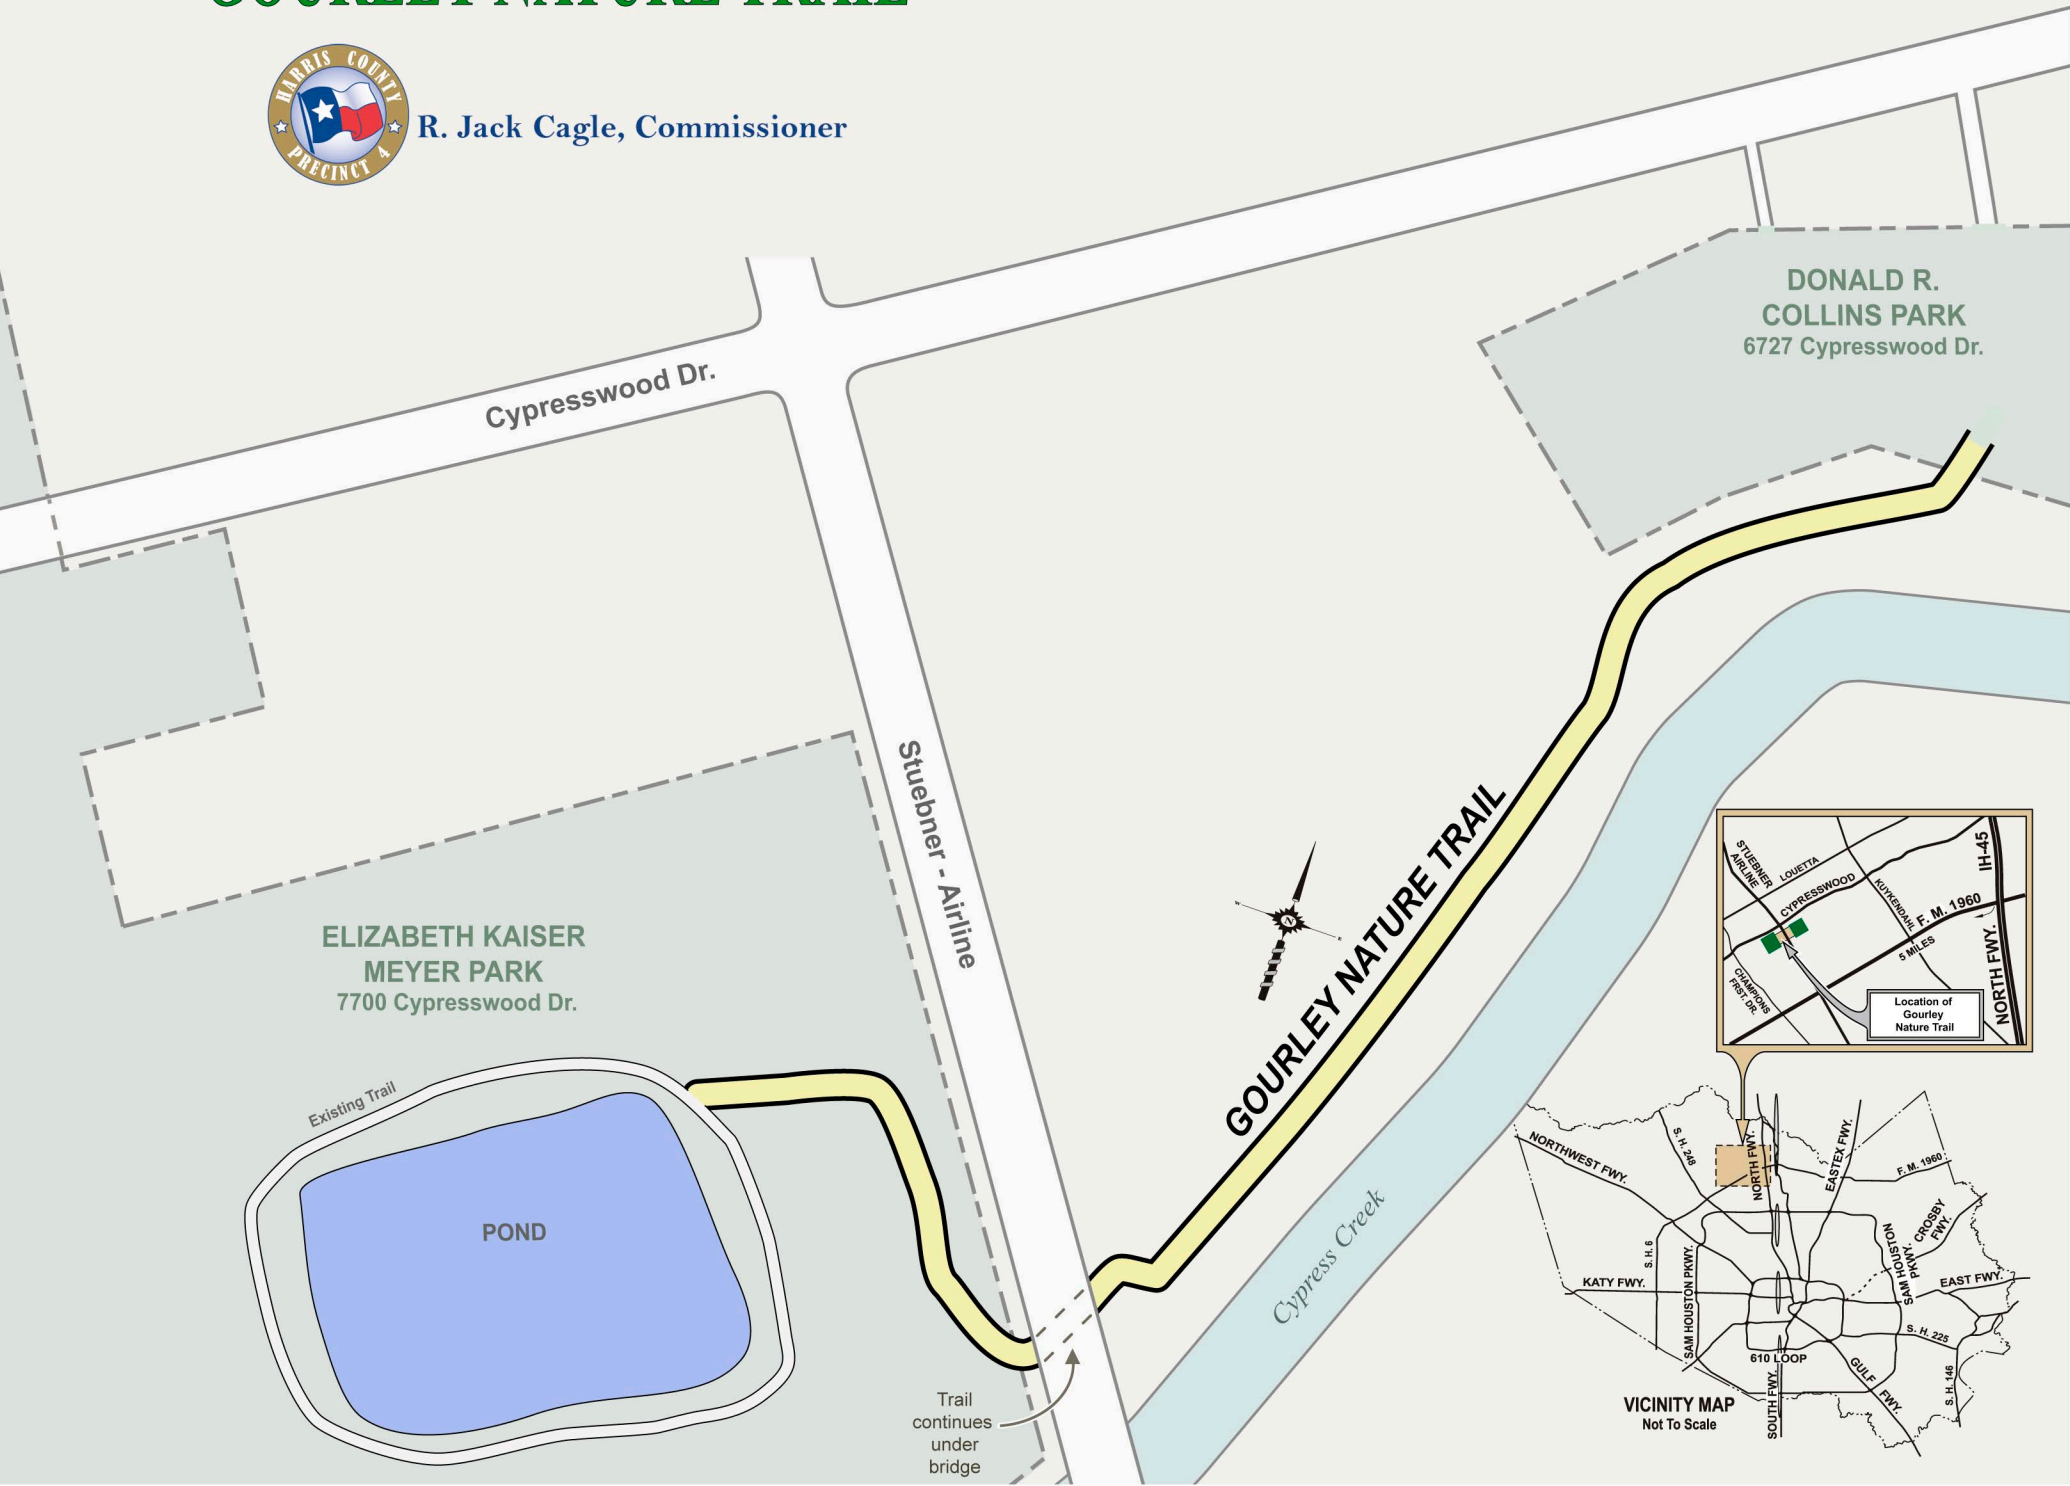 GOURLEY NATURE TRAIL
HARRIS COUNTY
PRECINCT 4
R. Jack Cagle, Commissioner
DONALD R.
COLLINS PARK
6727 Cypresswood Dr.
Cypresswood Dr.
Stuebner - Airline
ELIZABETH KAISER
MEYER PARK
7700 Cypresswood Dr.
GOURLEY NATURE TRAIL
N
Existing Trail
POND
Cypress Creek
Trail
continues
under
bridge
STUEBNER
AIRLINE
LOUETTA
CYPRESSWOOD
KUYKENDAHL
IH-45
F. M. 1960
5 MILES
NORTH FWY.
CHAMPIONS
FRST. DR.
Location of
Gourley
Nature Trail
NORTHWEST FWY.
S. H. 248
NORTH FWY.
EASTEX FWY.
F. M. 1960
CROSBY
FWY.
S. H. 6
SAM HOUSTON PKWY.
SAM HOUSTON
PKWY.
KATY FWY.
EAST FWY.
S. H. 225
610 LOOP
GULF FWY.
S. H. 146
SOUTH FWY.
VICINITY MAP
Not To Scale